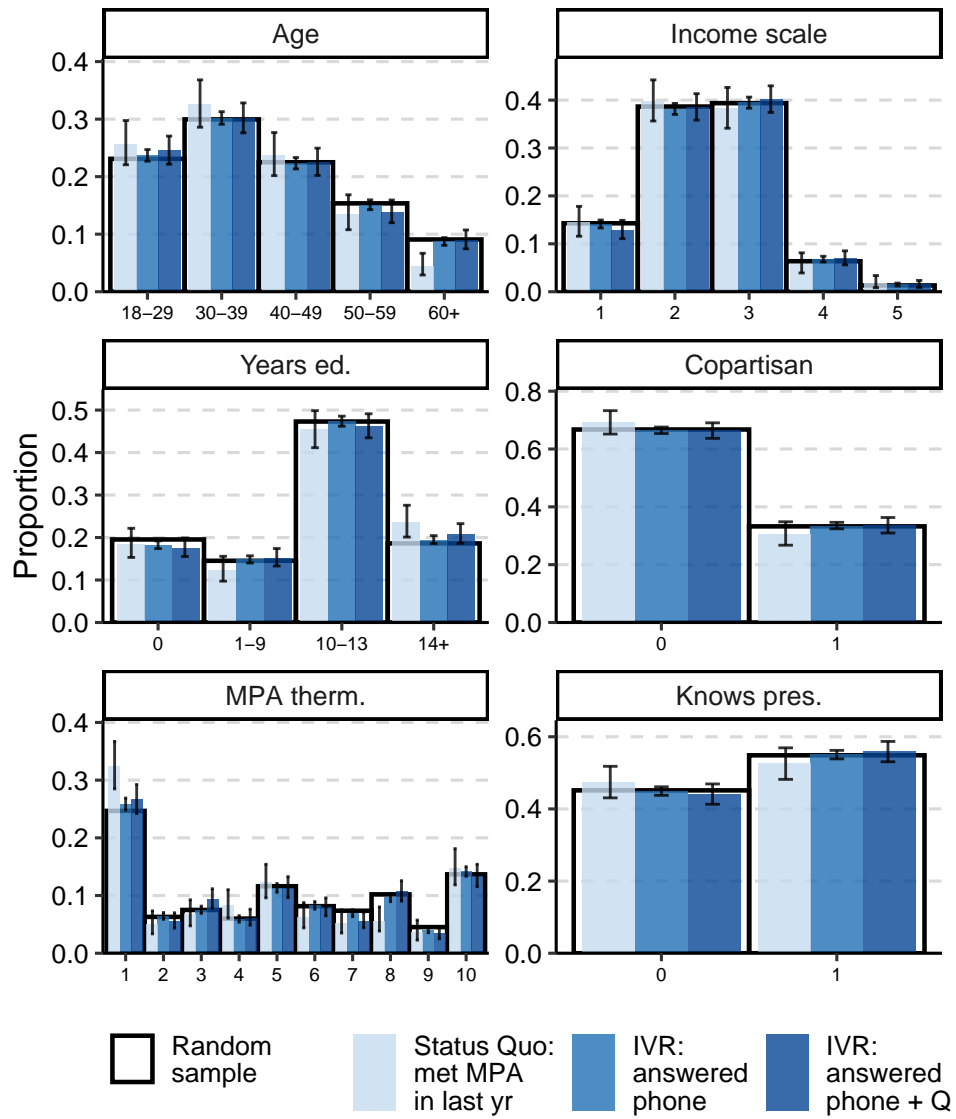 Age
0.4
0.3
0.2
0.1
0.0
18–29 30–39 40–49 50–59 60+
Income scale
0.4
0.3
0.2
0.1
0.0
1 2 3 4 5
Proportion
Years ed.
0.5
0.4
0.3
0.2
0.1
0.0
0 1–9 10–13 14+
Copartisan
0.8
0.6
0.4
0.2
0.0
0 1
MPA therm.
0.4
0.3
0.2
0.1
0.0
1 2 3 4 5 6 7 8 9 10
Knows pres.
0.6
0.4
0.2
0.0
0 1
Random
sample
Status Quo:
met MPA
in last yr
IVR:
answered
phone
IVR:
answered
phone + Q